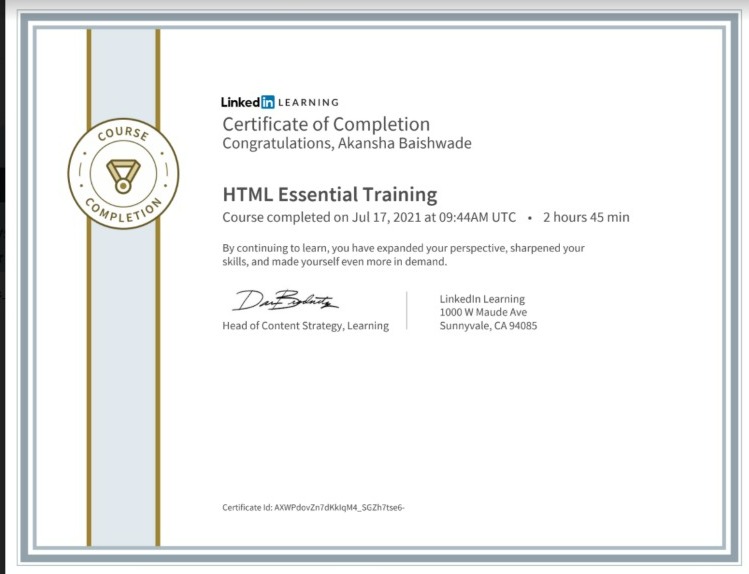 COURSE
COMPLETION
Linkedin LEARNING
Certificate of Completion
Congratulations, Akansha Baishwade
HTML Essential Training
Course completed on Jul 17, 2021 at 09:44AM UTC • 2 hours 45 min
By continuing to learn, you have expanded your perspective, sharpened your
skills, and made yourself even more in demand.
Head of Content Strategy, Learning
LinkedIn Learning
1000 W Maude Ave
Sunnyvale, CA 94085
Certificate Id: AXWPdovZn7dKkIqM4_SGZh7tse6-